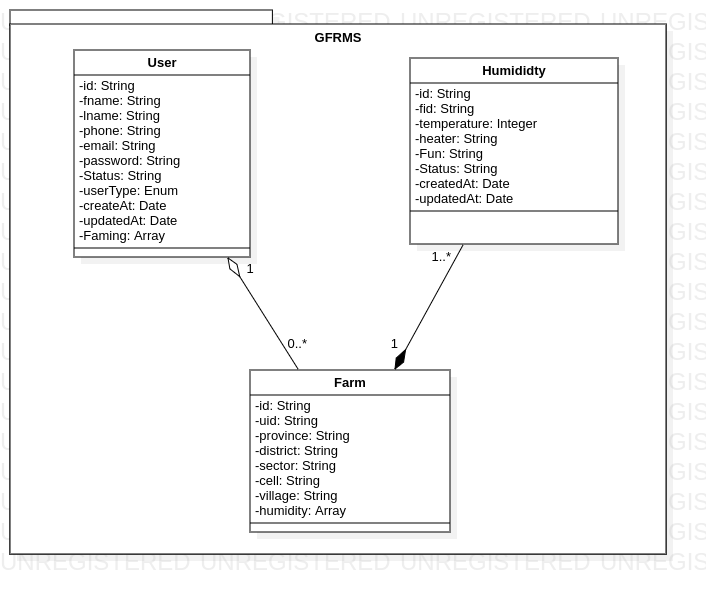 GFRMS
User
-id: String
-fname: String
-lname: String
-phone: String
-email: String
-password: String
-Status: String
-userType: Enum
-createAt: Date
-updatedAt: Date
-Faming: Array
Humididty
-id: String
-fid: String
-temperature: Integer
-heater: String
-Fun: String
-Status: String
-createdAt: Date
-updatedAt: Date
1
0..*
1..*
1
Farm
-id: String
-uid: String
-province: String
-district: String
-sector: String
-cell: String
-village: String
-humidity: Array
UNREGISTERED UNREGISTERED UNREGISTERED